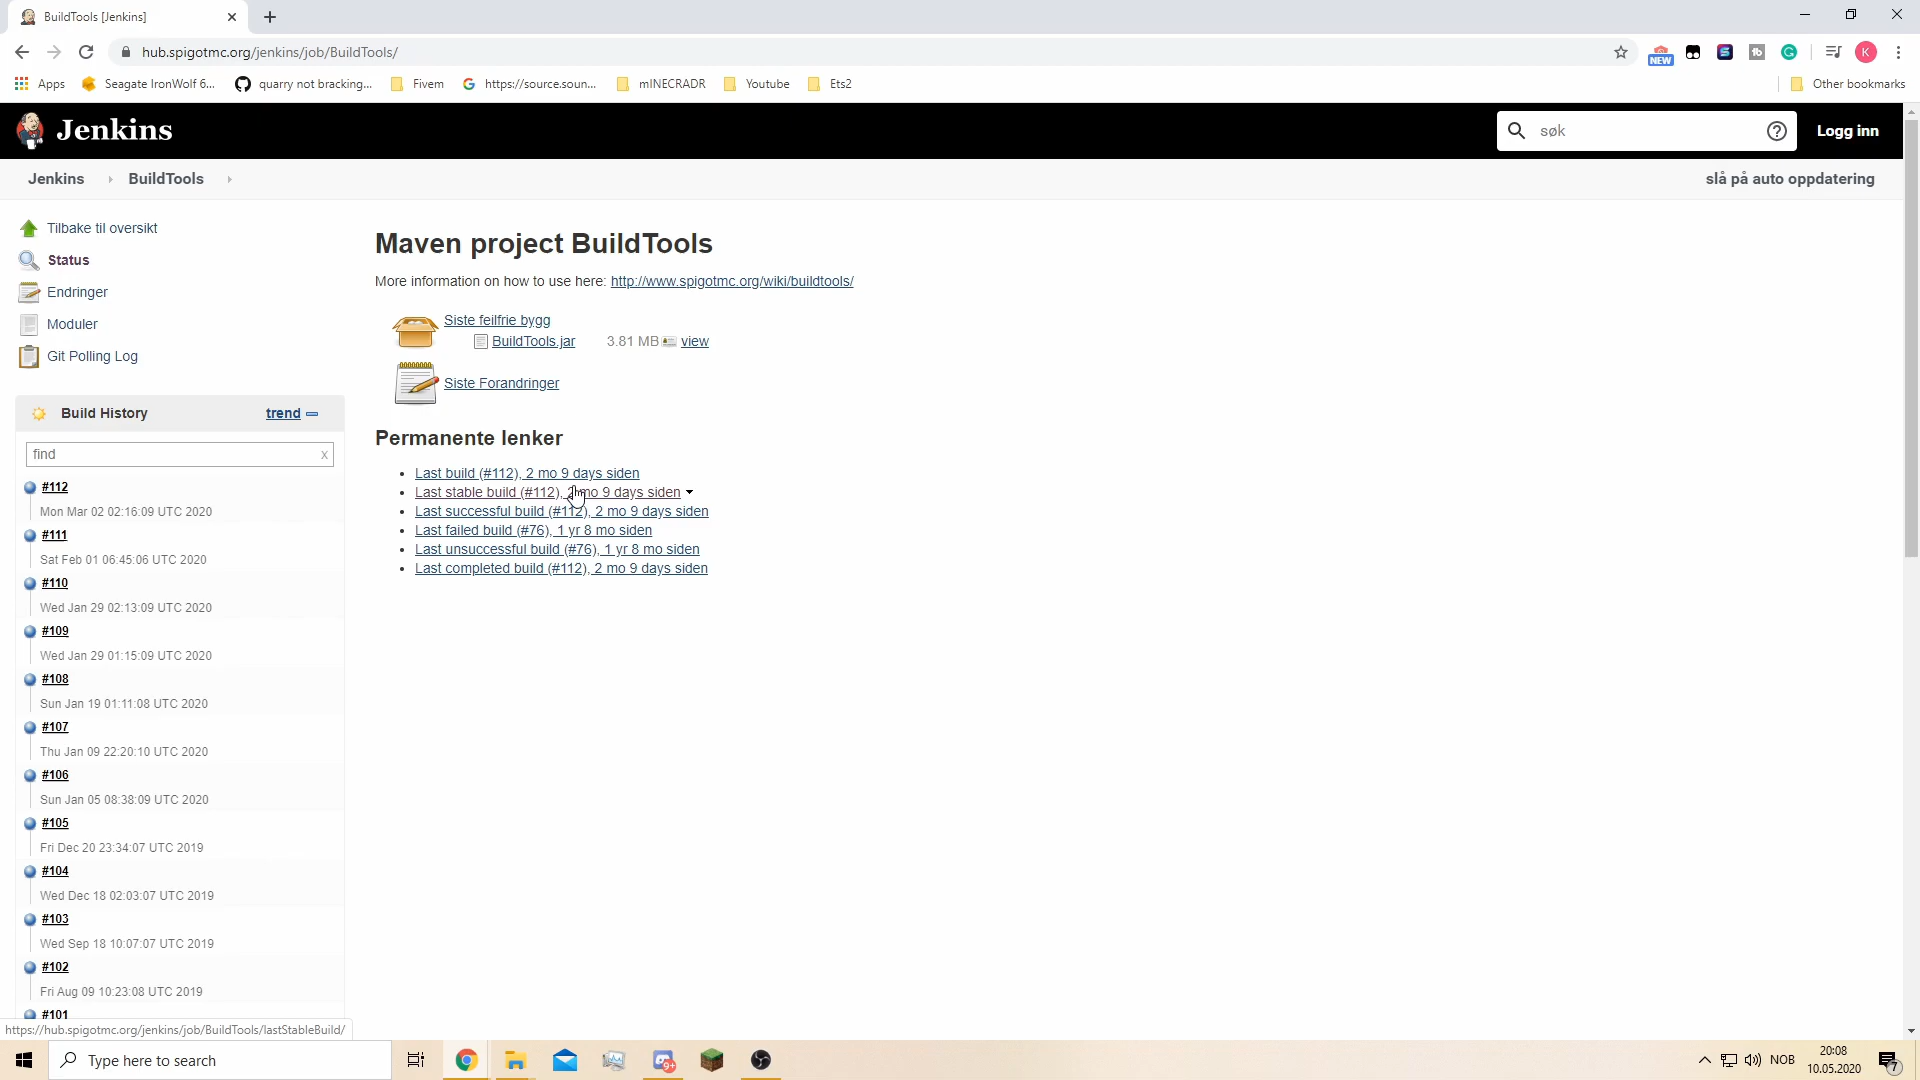 BuildTools [Jenkins]
hub.spigotmc.org/jenkins/job/BuildTools/
NEW
K
Apps
Seagate IronWolf 6...
quarry not bracking...
Fivem
https://source.soun...
mINECRADR
Youtube
Ets2
Other bookmarks
Jenkins
søk
Logg inn
Jenkins
BuildTools
slå på auto oppdatering
Tilbake til oversikt
Status
Endringer
Moduler
Git Polling Log
Build History
trend
find
x
#112
Mon Mar 02 02:16:09 UTC 2020
#111
Sat Feb 01 06:45:06 UTC 2020
#110
Wed Jan 29 02:13:09 UTC 2020
#109
Wed Jan 29 01:15:09 UTC 2020
#108
Sun Jan 19 01:11:08 UTC 2020
#107
Thu Jan 09 22:20:10 UTC 2020
#106
Sun Jan 05 08:38:09 UTC 2020
#105
Fri Dec 20 23:34:07 UTC 2019
#104
Wed Dec 18 02:03:07 UTC 2019
#103
Wed Sep 18 10:07:07 UTC 2019
#102
Fri Aug 09 10:23:08 UTC 2019
#101
Maven project BuildTools
More information on how to use here: http://www.spigotmc.org/wiki/buildtools/
Siste feilfrie bygg
BuildTools.jar 3.81 MB view
Siste Forandringer
Permanente lenker
Last build (#112), 2 mo 9 days siden
Last stable build (#112), 2 mo 9 days siden
Last successful build (#112), 2 mo 9 days siden
Last failed build (#76), 1 yr 8 mo siden
Last unsuccessful build (#76), 1 yr 8 mo siden
Last completed build (#112), 2 mo 9 days siden
https://hub.spigotmc.org/jenkins/job/BuildTools/lastStableBuild/
Type here to search
9+
NOB
20:08
10.05.2020
7